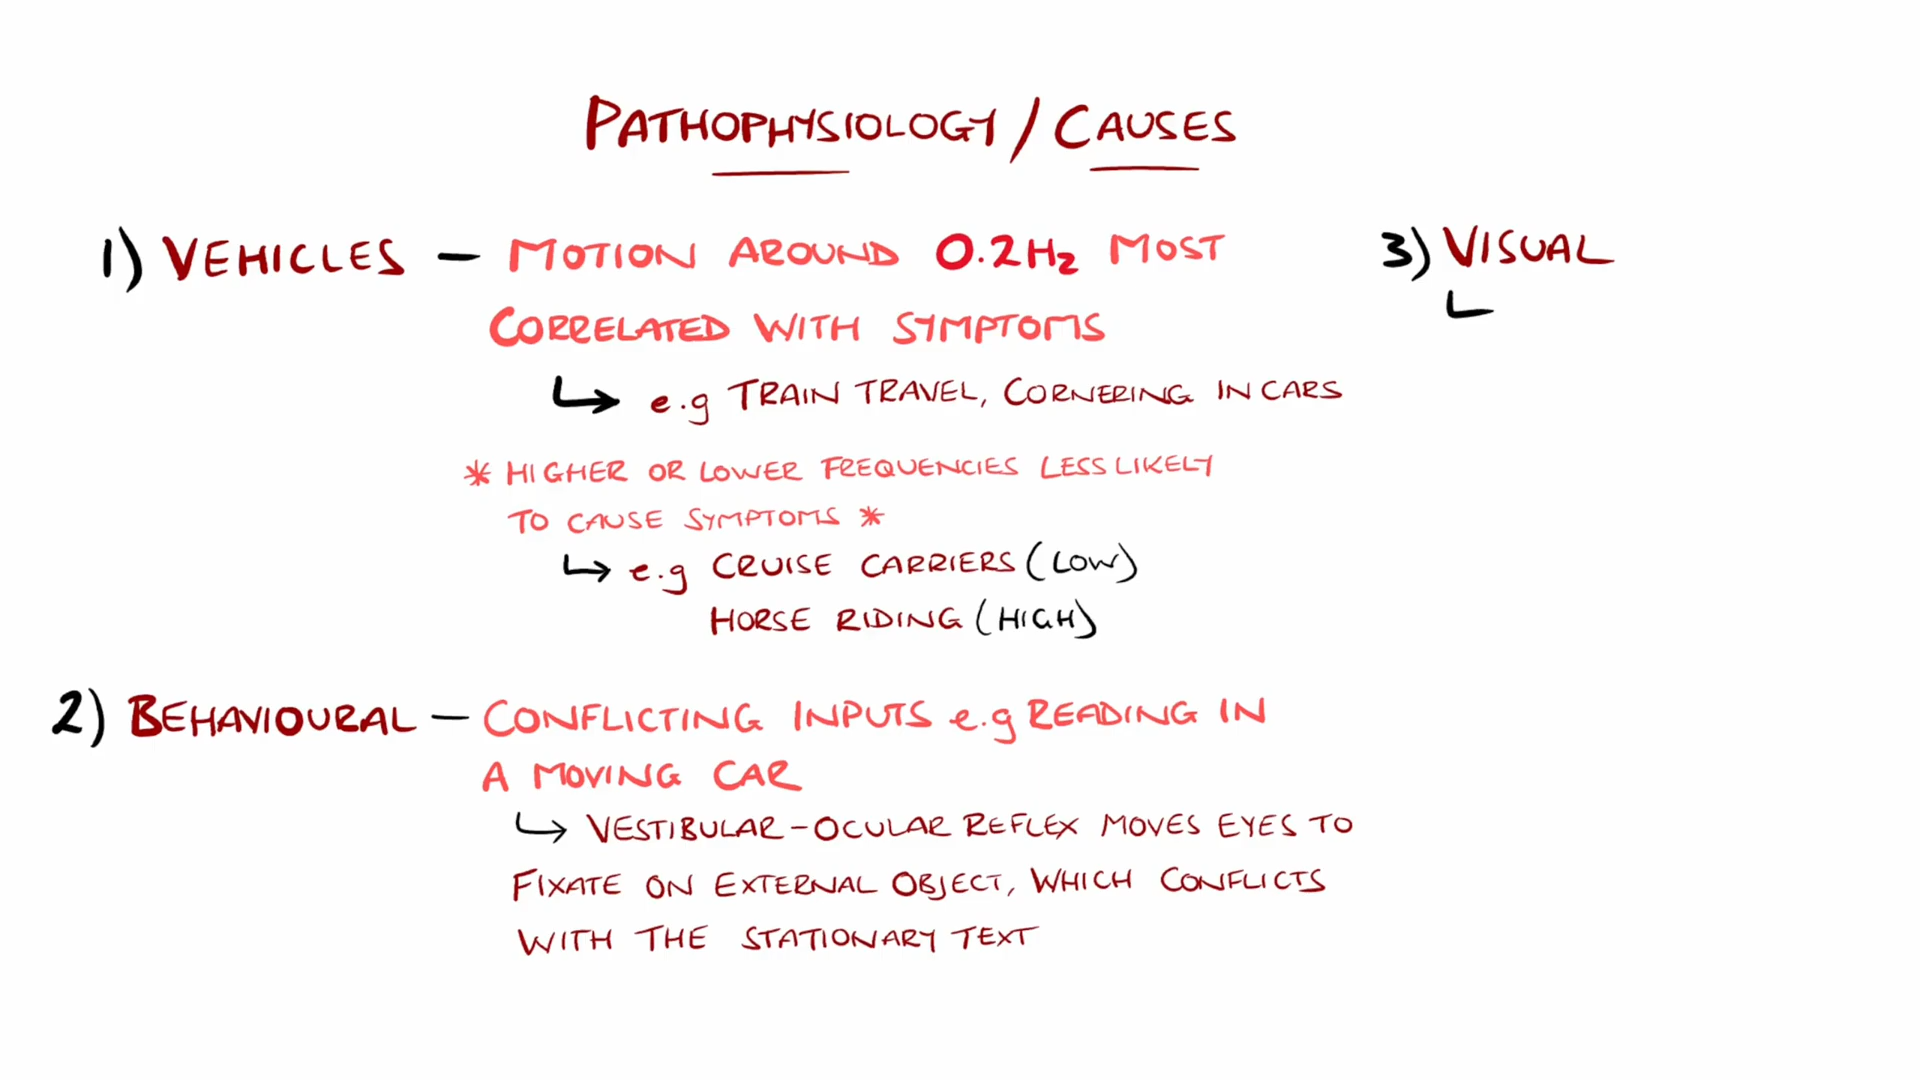 PATHOPHYSIOLOGY / CAUSES
1) VEHICLES – MOTION AROUND 0.2Hz MOST
CORRELATED WITH SYMPTOMS
e.g TRAIN TRAVEL, CORNERING IN CARS
* HIGHER OR LOWER FREQUENCIES LESS LIKELY
TO CAUSE SYMPTOMS *
e.g CRUISE CARRIERS (LOW)
HORSE RIDING (HIGH)
2) BEHAVIOURAL – CONFLICTING INPUTS e.g READING IN
A MOVING CAR
VESTIBULAR-OCULAR REFLEX MOVES EYES TO
FIXATE ON EXTERNAL OBJECT, WHICH CONFLICTS
WITH THE STATIONARY TEXT
3) VISUAL